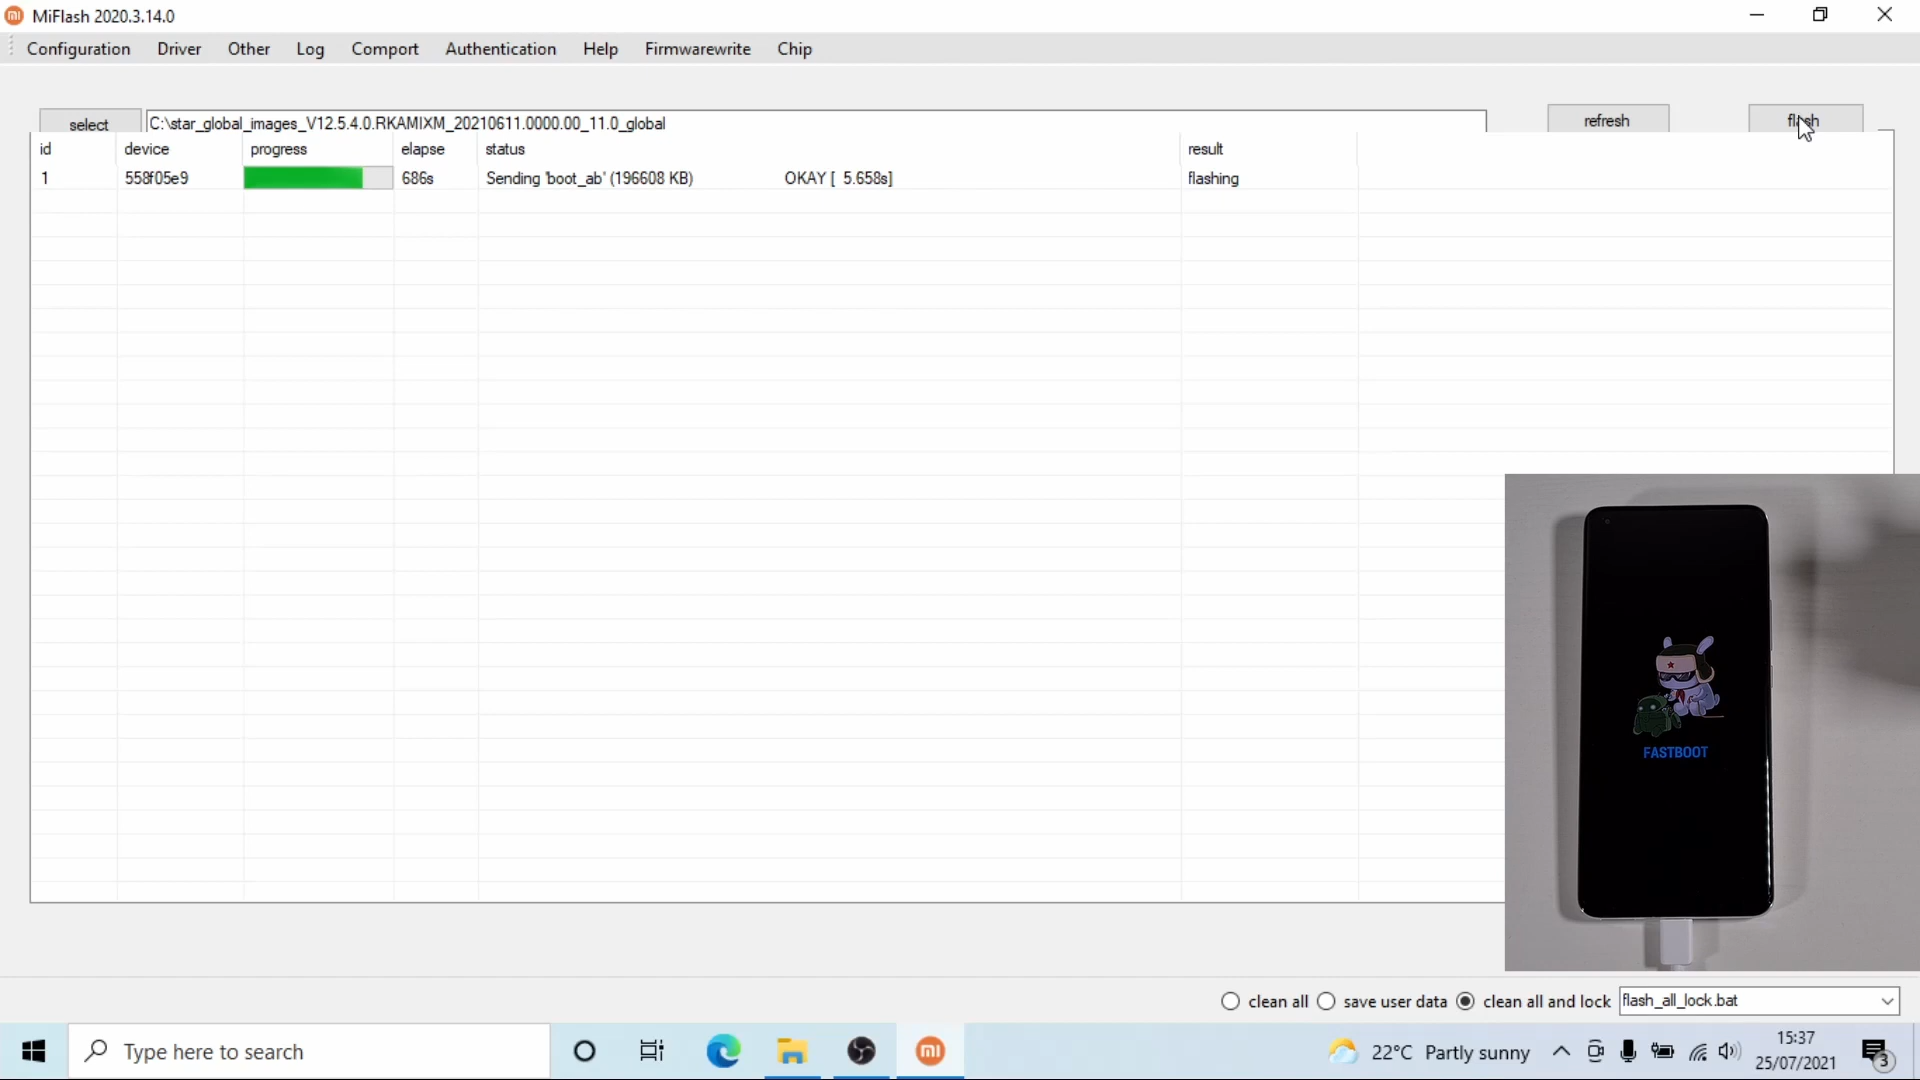 MiFlash 2020.3.14.0
Configuration Driver Other Log Comport Authentication Help Firmwarewrite Chip
select C:\star_global_images_V12.5.4.0.RKAMIXM_20210611.0000.00_11.0_global refresh flash
id device progress elapse status result
1 558f05e9 686s Sending 'boot_ab' (196608 KB) OKAY [ 5.658s] flashing
FASTBOOT
clean all save user data clean all and lock flash_all_lock.bat
Type here to search 22°C Partly sunny 15:37
25/07/2021 3